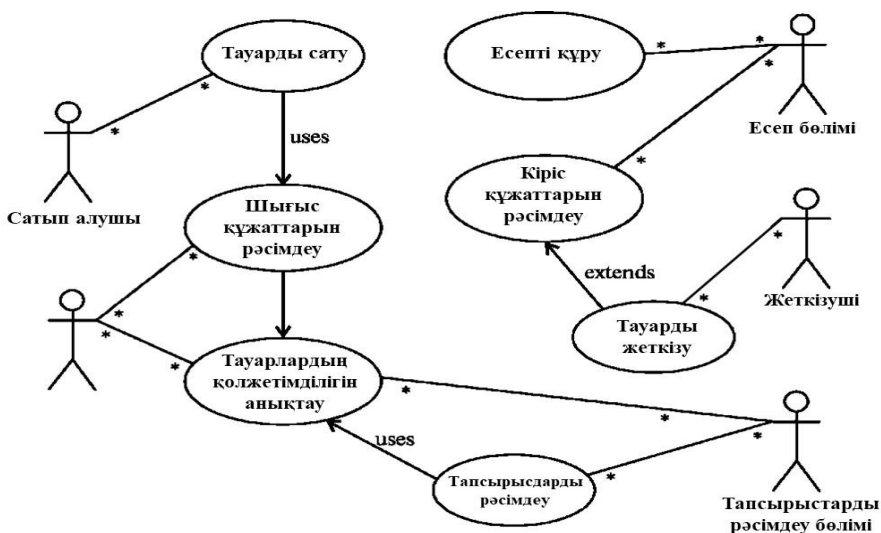 Тауарды сату
Есепті құру
*
*
*
*
*
*
Есеп бөлімі
uses
Сатып алушы
Кіріс
құжаттарын
рәсімдеу
Шығыс
құжаттарын
рәсімдеу
*
*
extends
*
*
Жеткізуші
*
*
Тауарды
жеткізу
Тауарлардың
қолжетімділігін
анықтау
*
*
*
*
uses
*
*
Тапсырысдарды
рәсімдеу
Тапсырыстарды
рәсімдеу бөлімі